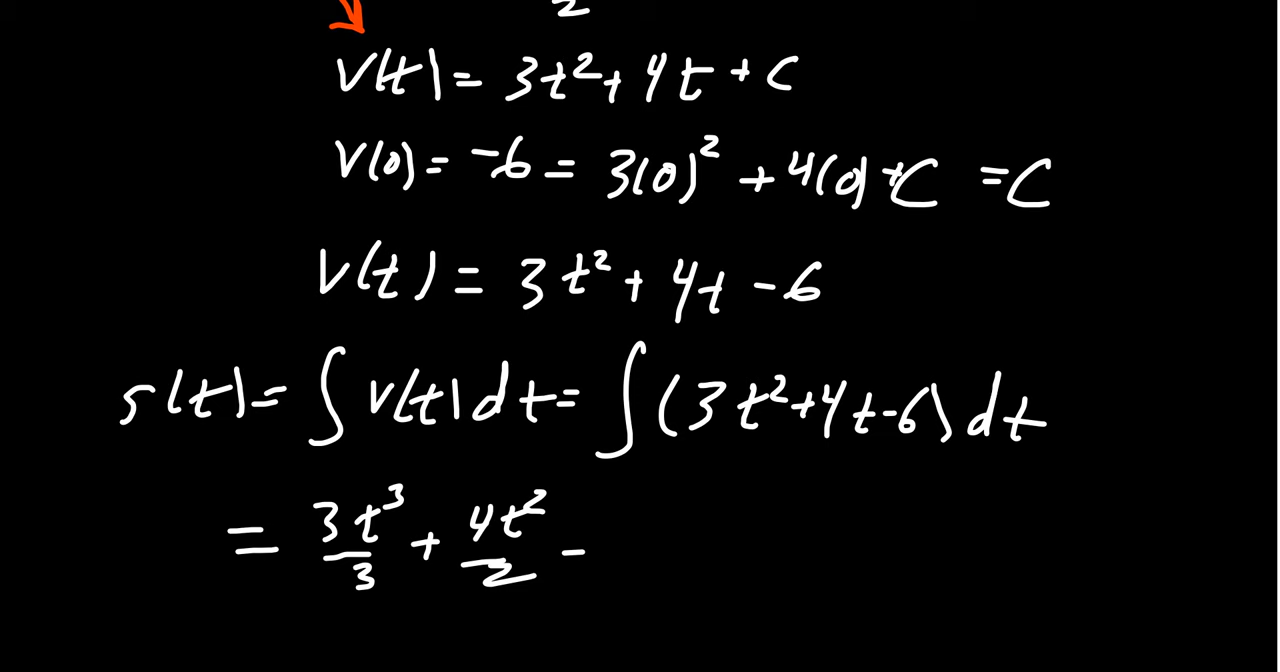 2
v(t) = 3t² + 4t + C
v(0) = -6 = 3(0)² + 4(0) + C = C
v(t) = 3t² + 4t - 6
s(t) = ∫ v(t) dt = ∫ (3t² + 4t - 6) dt
= 3t³/3 + 4t²/2 -